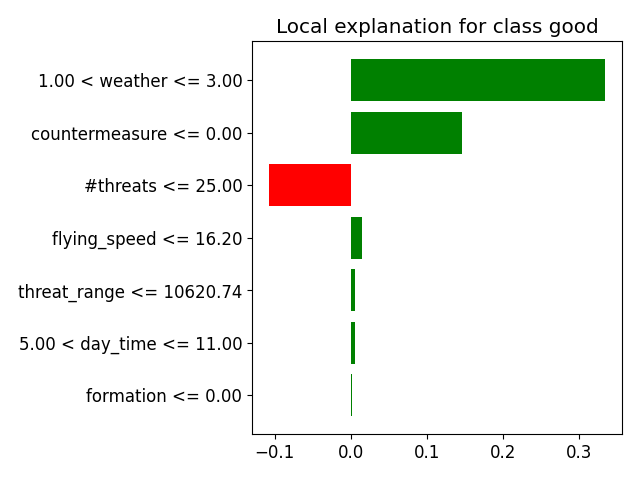 Local explanation for class good
1.00 < weather <= 3.00
countermeasure <= 0.00
#threats <= 25.00
flying_speed <= 16.20
threat_range <= 10620.74
5.00 < day_time <= 11.00
formation <= 0.00
−0.1 0.0 0.1 0.2 0.3